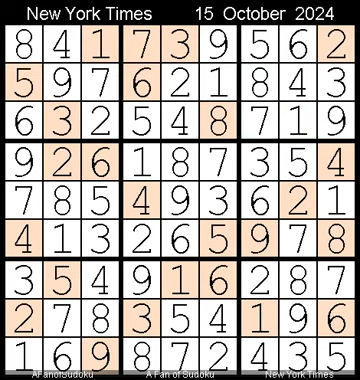 New York Times 15 October 2024
8 4 1 7 3 9 5 6 2
5 9 7 6 2 1 8 4 3
6 3 2 5 4 8 7 1 9
9 2 6 1 8 7 3 5 4
7 8 5 4 9 3 6 2 1
4 1 3 2 6 5 9 7 8
3 5 4 9 1 6 2 8 7
2 7 8 3 5 4 1 9 6
1 6 9 8 7 2 4 3 5
AFanofSudoku A Fan of Sudoku New York Times